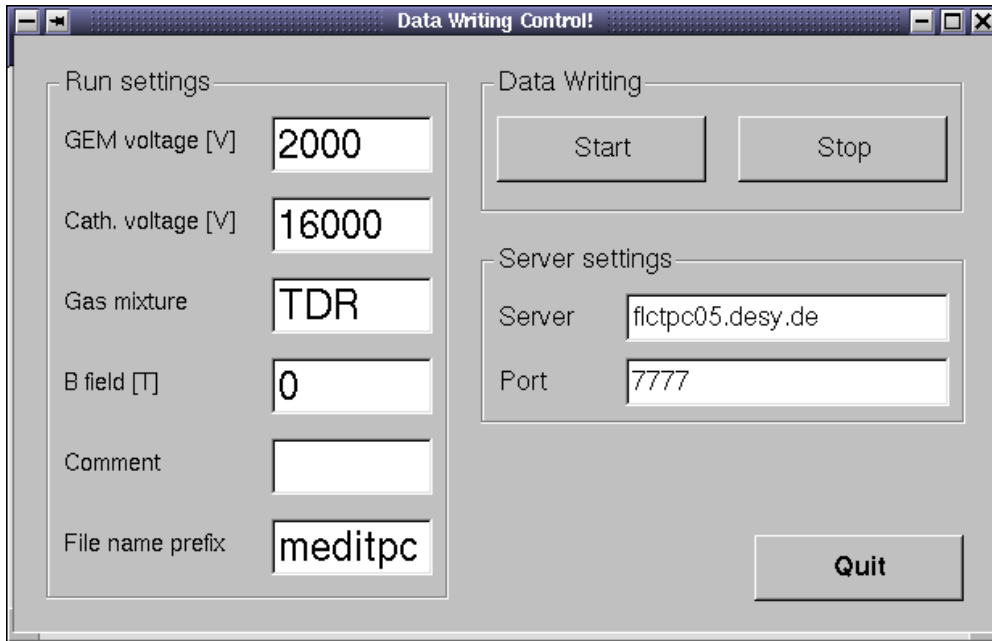 Data Writing Control!
Run settings
GEM voltage [V] 2000
Cath. voltage [V] 16000
Gas mixture TDR
B field [T] 0
Comment
File name prefix meditpc
Data Writing
Start Stop
Server settings
Server flctpc05.desy.de
Port 7777
Quit